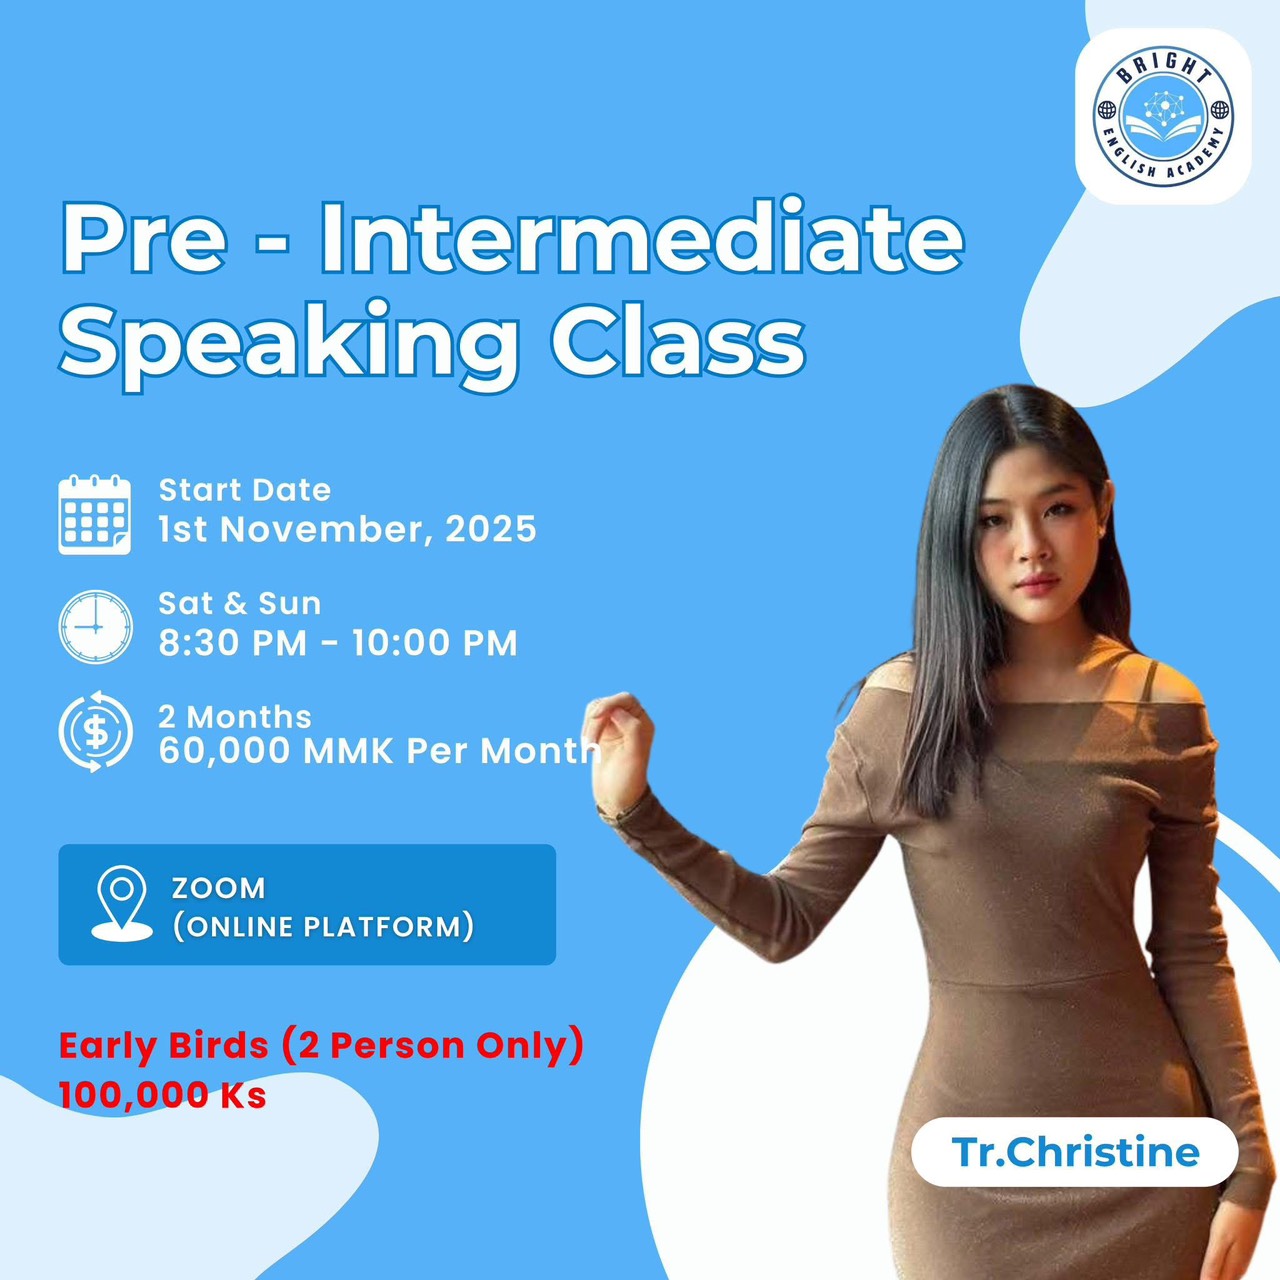 BRIGHT
ENGLISH ACADEMY
Pre - Intermediate
Speaking Class
Start Date
1st November, 2025
Sat & Sun
8:30 PM - 10:00 PM
2 Months
60,000 MMK Per Month
ZOOM
(ONLINE PLATFORM)
Early Birds (2 Person Only)
100,000 Ks
Tr.Christine